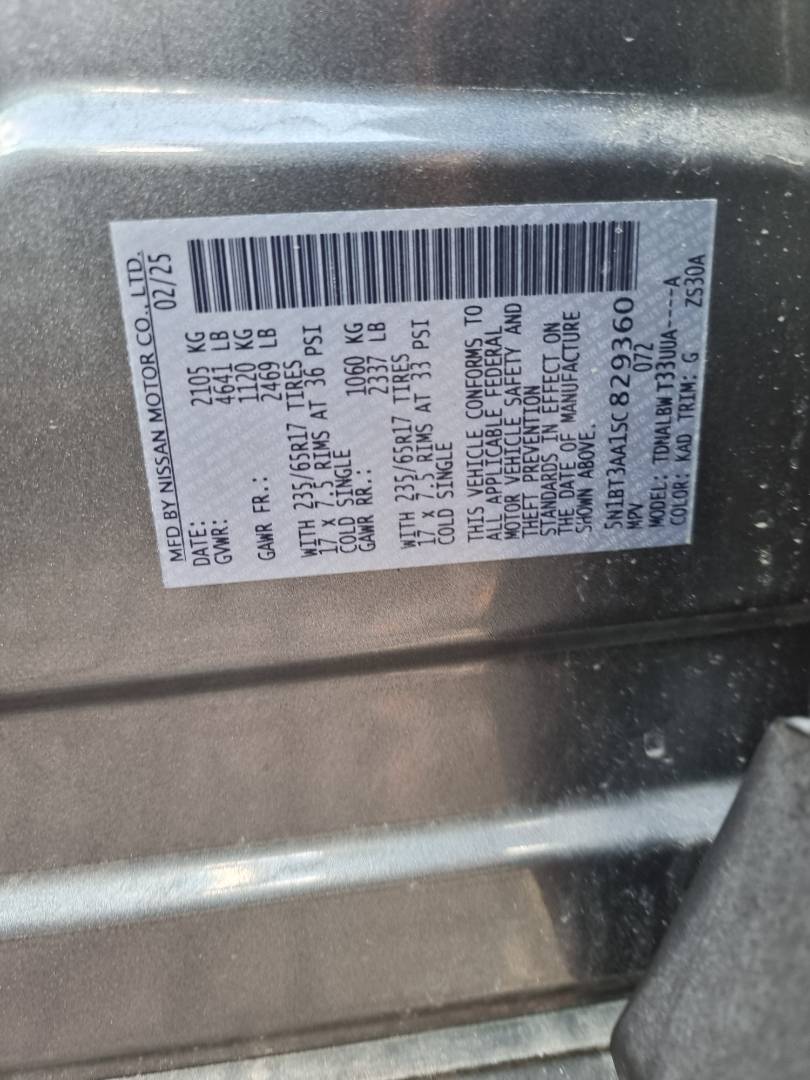 MFD BY NISSAN MOTOR CO., LTD.
DATE: 02/25
GVWR: 2105 KG
4641 LB
GAWR FR.: 1120 KG
2469 LB
WITH 235/65R17 TIRES
17 x 7.5 RIMS AT 36 PSI
COLD SINGLE
GAWR RR.: 1060 KG
2337 LB
WITH 235/65R17 TIRES
17 x 7.5 RIMS AT 33 PSI
COLD SINGLE
THIS VEHICLE CONFORMS TO
ALL APPLICABLE FEDERAL
MOTOR VEHICLE SAFETY AND
THEFT PREVENTION
STANDARDS IN EFFECT ON
THE DATE OF MANUFACTURE
SHOWN ABOVE.
5N1BT3AA1SC829360
MPV 072
MODEL: TDNALBWT33UUA----A
COLOR: KAD TRIM: G ZS30A